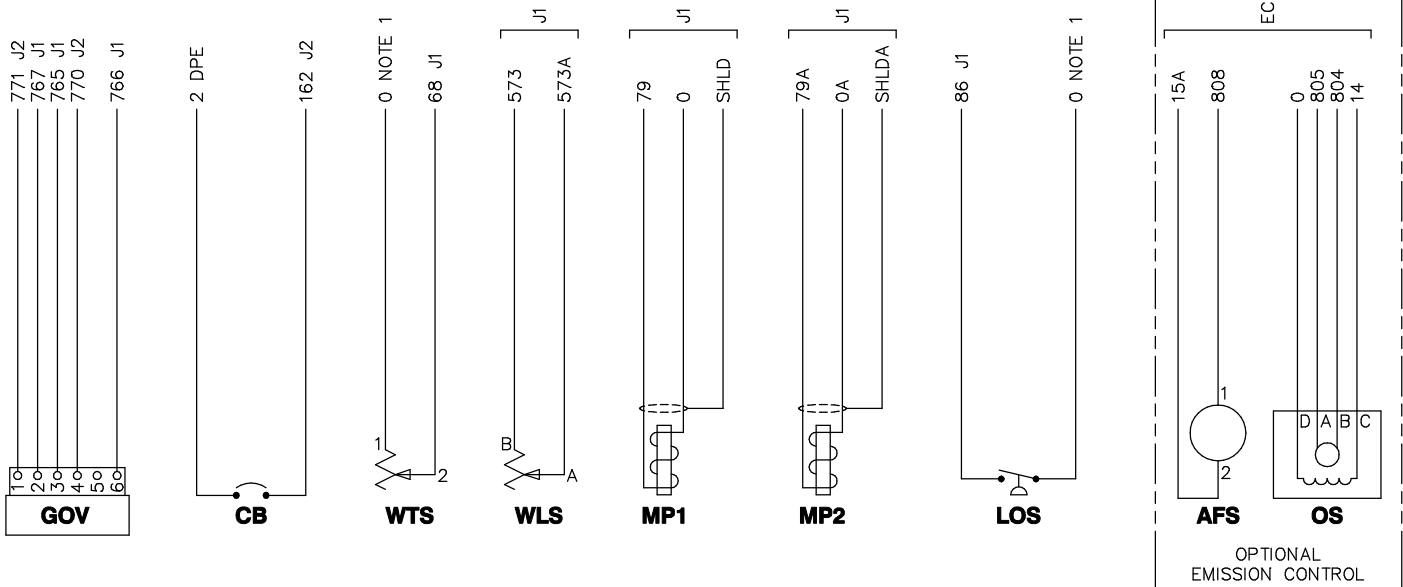 771 J2
767 J1
765 J1
770 J2
766 J1
2 DPE
162 J2
0 NOTE 1
68 J1
J1
573
573A
J1
79
0
SHLD
J1
79A
0A
SHLDA
86 J1
0 NOTE 1
EC
15A
808
0
805
804
14
1
2
3
4
5
6
GOV
CB
1
2
WTS
B
A
WLS
MP1
MP2
LOS
1
2
AFS
D A B C
OS
OPTIONAL
EMISSION CONTROL